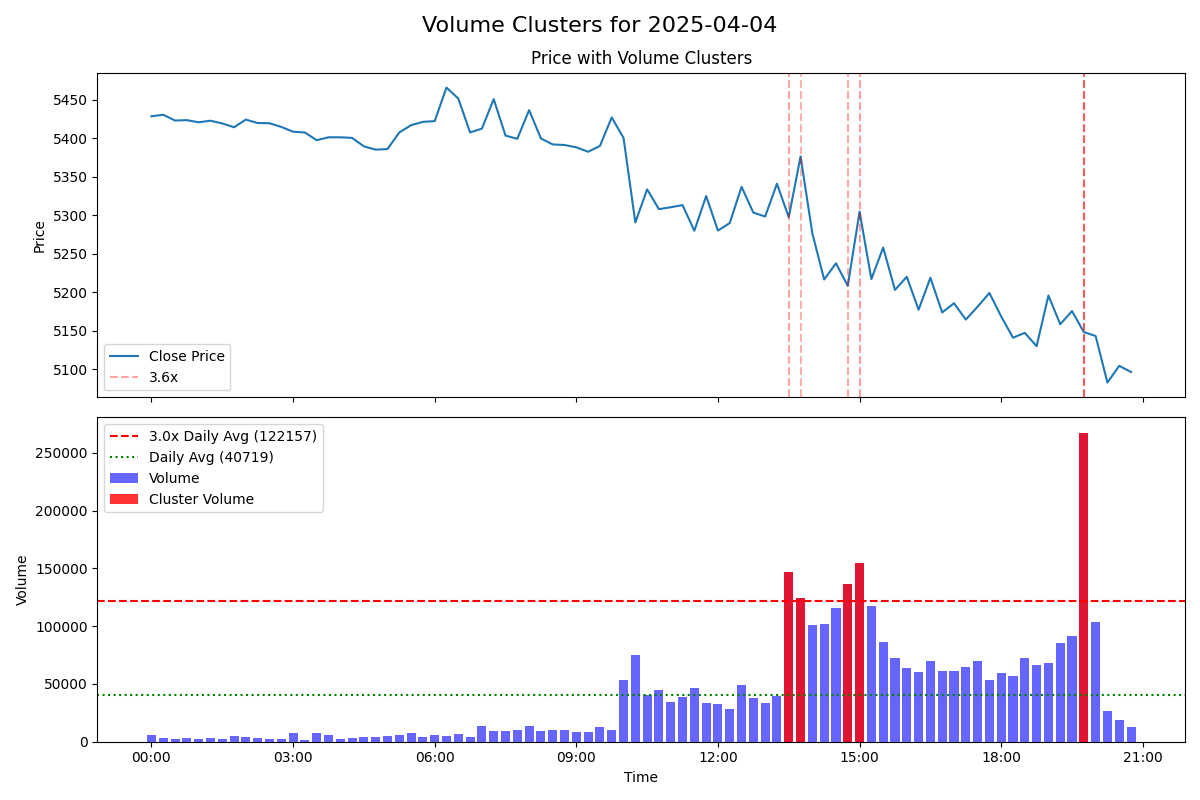 Volume Clusters for 2025-04-04
Price with Volume Clusters
Price
5450
5400
5350
5300
5250
5200
5150
5100
Close Price
3.6x
Volume
250000
200000
150000
100000
50000
0
3.0x Daily Avg (122157)
Daily Avg (40719)
Volume
Cluster Volume
00:00 03:00 06:00 09:00 12:00 15:00 18:00 21:00
Time